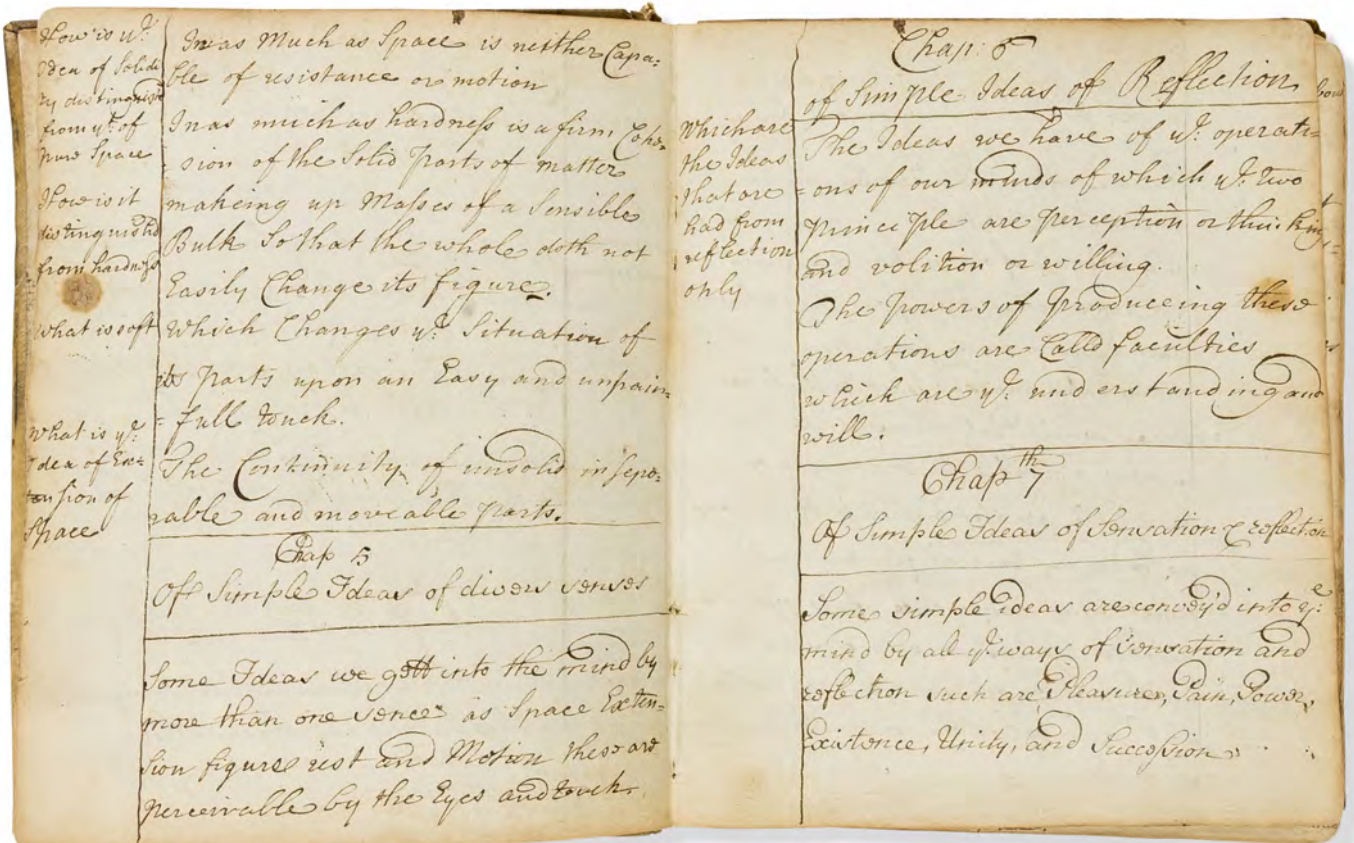 How is yᵉ
Idea of Solidi
ty distinguish
from yᵗ of
pure Space
How is it
distinguishd
from hardness
what is soft
what is yᵉ
Idea of Ex=
tension of
Space
In as Much as Space is neither Capa=
ble of resistance or motion
In as much as hardness is a firm Cohe=
=sion of the Solid parts of matter
makeing up Masses of a Sensible
Bulk So that the whole doth not
Easily Change its figure.
which Changes yᵉ Situation of
its parts upon an Easy and unpain=
=full touch.
The Continuity of unsolid insepe=
rable and moveable parts.
Chap 5
Of Simple Ideas of divers senses
Some Ideas we gett into the mind by
more than one sence as Space Exten=
sion figure rest and Motion these are
perceivable by the Eyes and touch
Which are
the Ideas
that are
had from
reflection
only
Chap: 6
of Simple Ideas of Reflection
The Ideas we have of yᵉ operati=
=ons of our minds of which yᵉ two
princeple are perception or thinking
and volition or willing.
The powers of produceing these
operations are Calld faculties
which are yᵉ understanding and
will.
Chap 7th
Of Simple Ideas of Sensation & reflection
Some simple ideas are convey'd into yᵉ
mind by all yᵉ ways of sensation and
reflection such are Pleasure, Pain, Power,
Existence, Unity, and Succession.